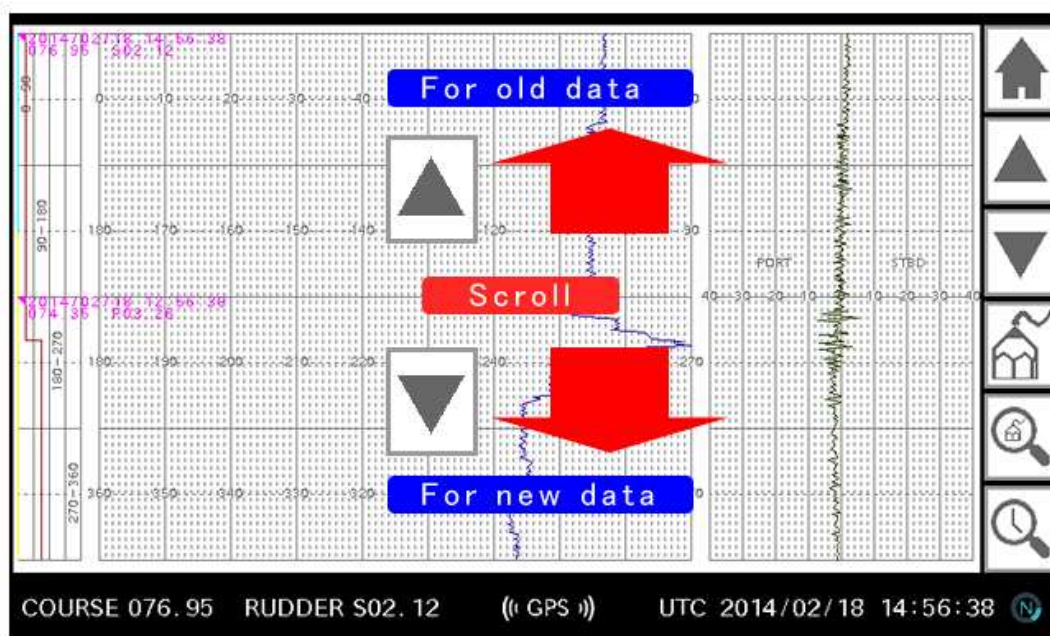 2014/02/18 14:56:38
076 95 S02.12
For old data
0-90
0 10 20 30 40
90-180
180 170 160 150 120 90
PORT STBD
Scroll
2014/02/18 12:56:38
074 36 P03.26
40 30 20 10 0 10 20 30 40
180-270
180 190 200 210 240 270
For new data
270-360
360 350 340 330 320
COURSE 076.95 RUDDER S02.12 GPS UTC 2014/02/18 14:56:38 N